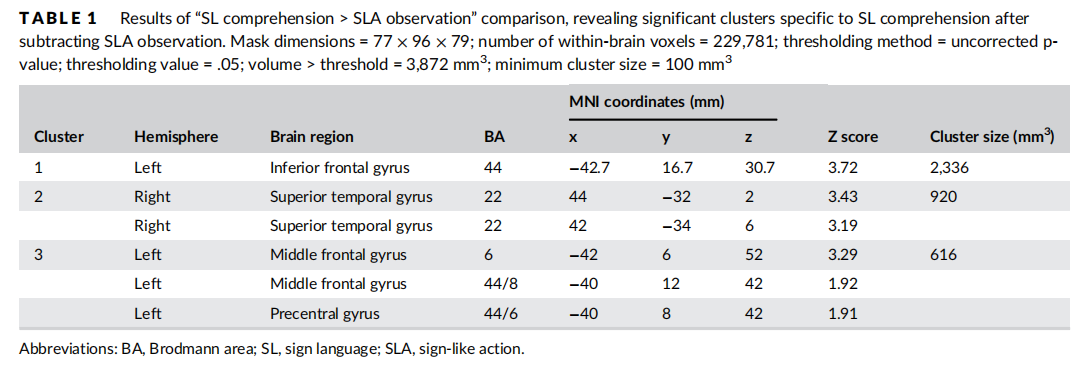 TABLE 1 Results of “SL comprehension > SLA observation” comparison, revealing significant clusters specific to SL comprehension after
subtracting SLA observation. Mask dimensions = 77 × 96 × 79; number of within-brain voxels = 229,781; thresholding method = uncorrected p-
value; thresholding value = .05; volume > threshold = 3,872 mm³; minimum cluster size = 100 mm³
MNI coordinates (mm)
Cluster Hemisphere Brain region BA x y z Z score Cluster size (mm³)
1 Left Inferior frontal gyrus 44 −42.7 16.7 30.7 3.72 2,336
2 Right Superior temporal gyrus 22 44 −32 2 3.43 920
Right Superior temporal gyrus 22 42 −34 6 3.19
3 Left Middle frontal gyrus 6 −42 6 52 3.29 616
Left Middle frontal gyrus 44/8 −40 12 42 1.92
Left Precentral gyrus 44/6 −40 8 42 1.91
Abbreviations: BA, Brodmann area; SL, sign language; SLA, sign-like action.